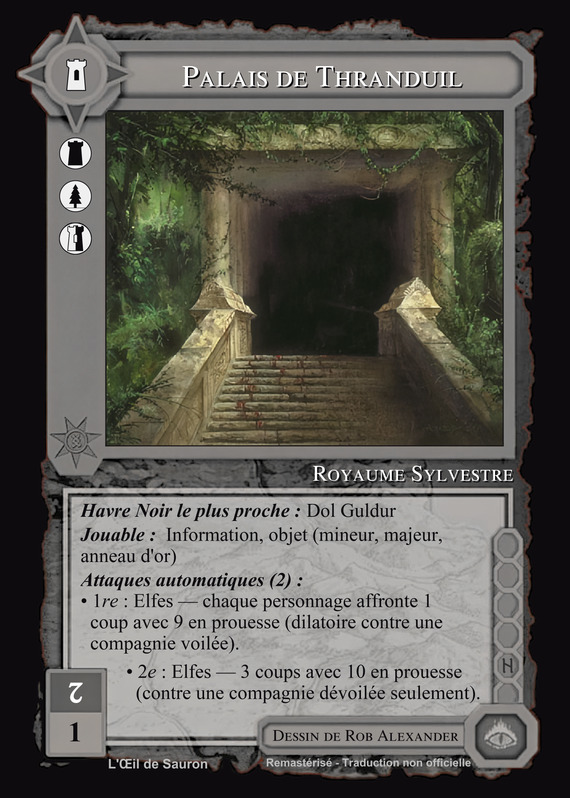 Palais de Thranduil
Royaume Sylvestre
Havre Noir le plus proche : Dol Guldur
Jouable : Information, objet (mineur, majeur,
anneau d'or)
Attaques automatiques (2) :
• 1re : Elfes — chaque personnage affronte 1
coup avec 9 en prouesse (dilatoire contre une
compagnie voilée).
• 2e : Elfes — 3 coups avec 10 en prouesse
(contre une compagnie dévoilée seulement).
2
1
Dessin de Rob Alexander
L'Œil de Sauron
Remastérisé - Traduction non officielle